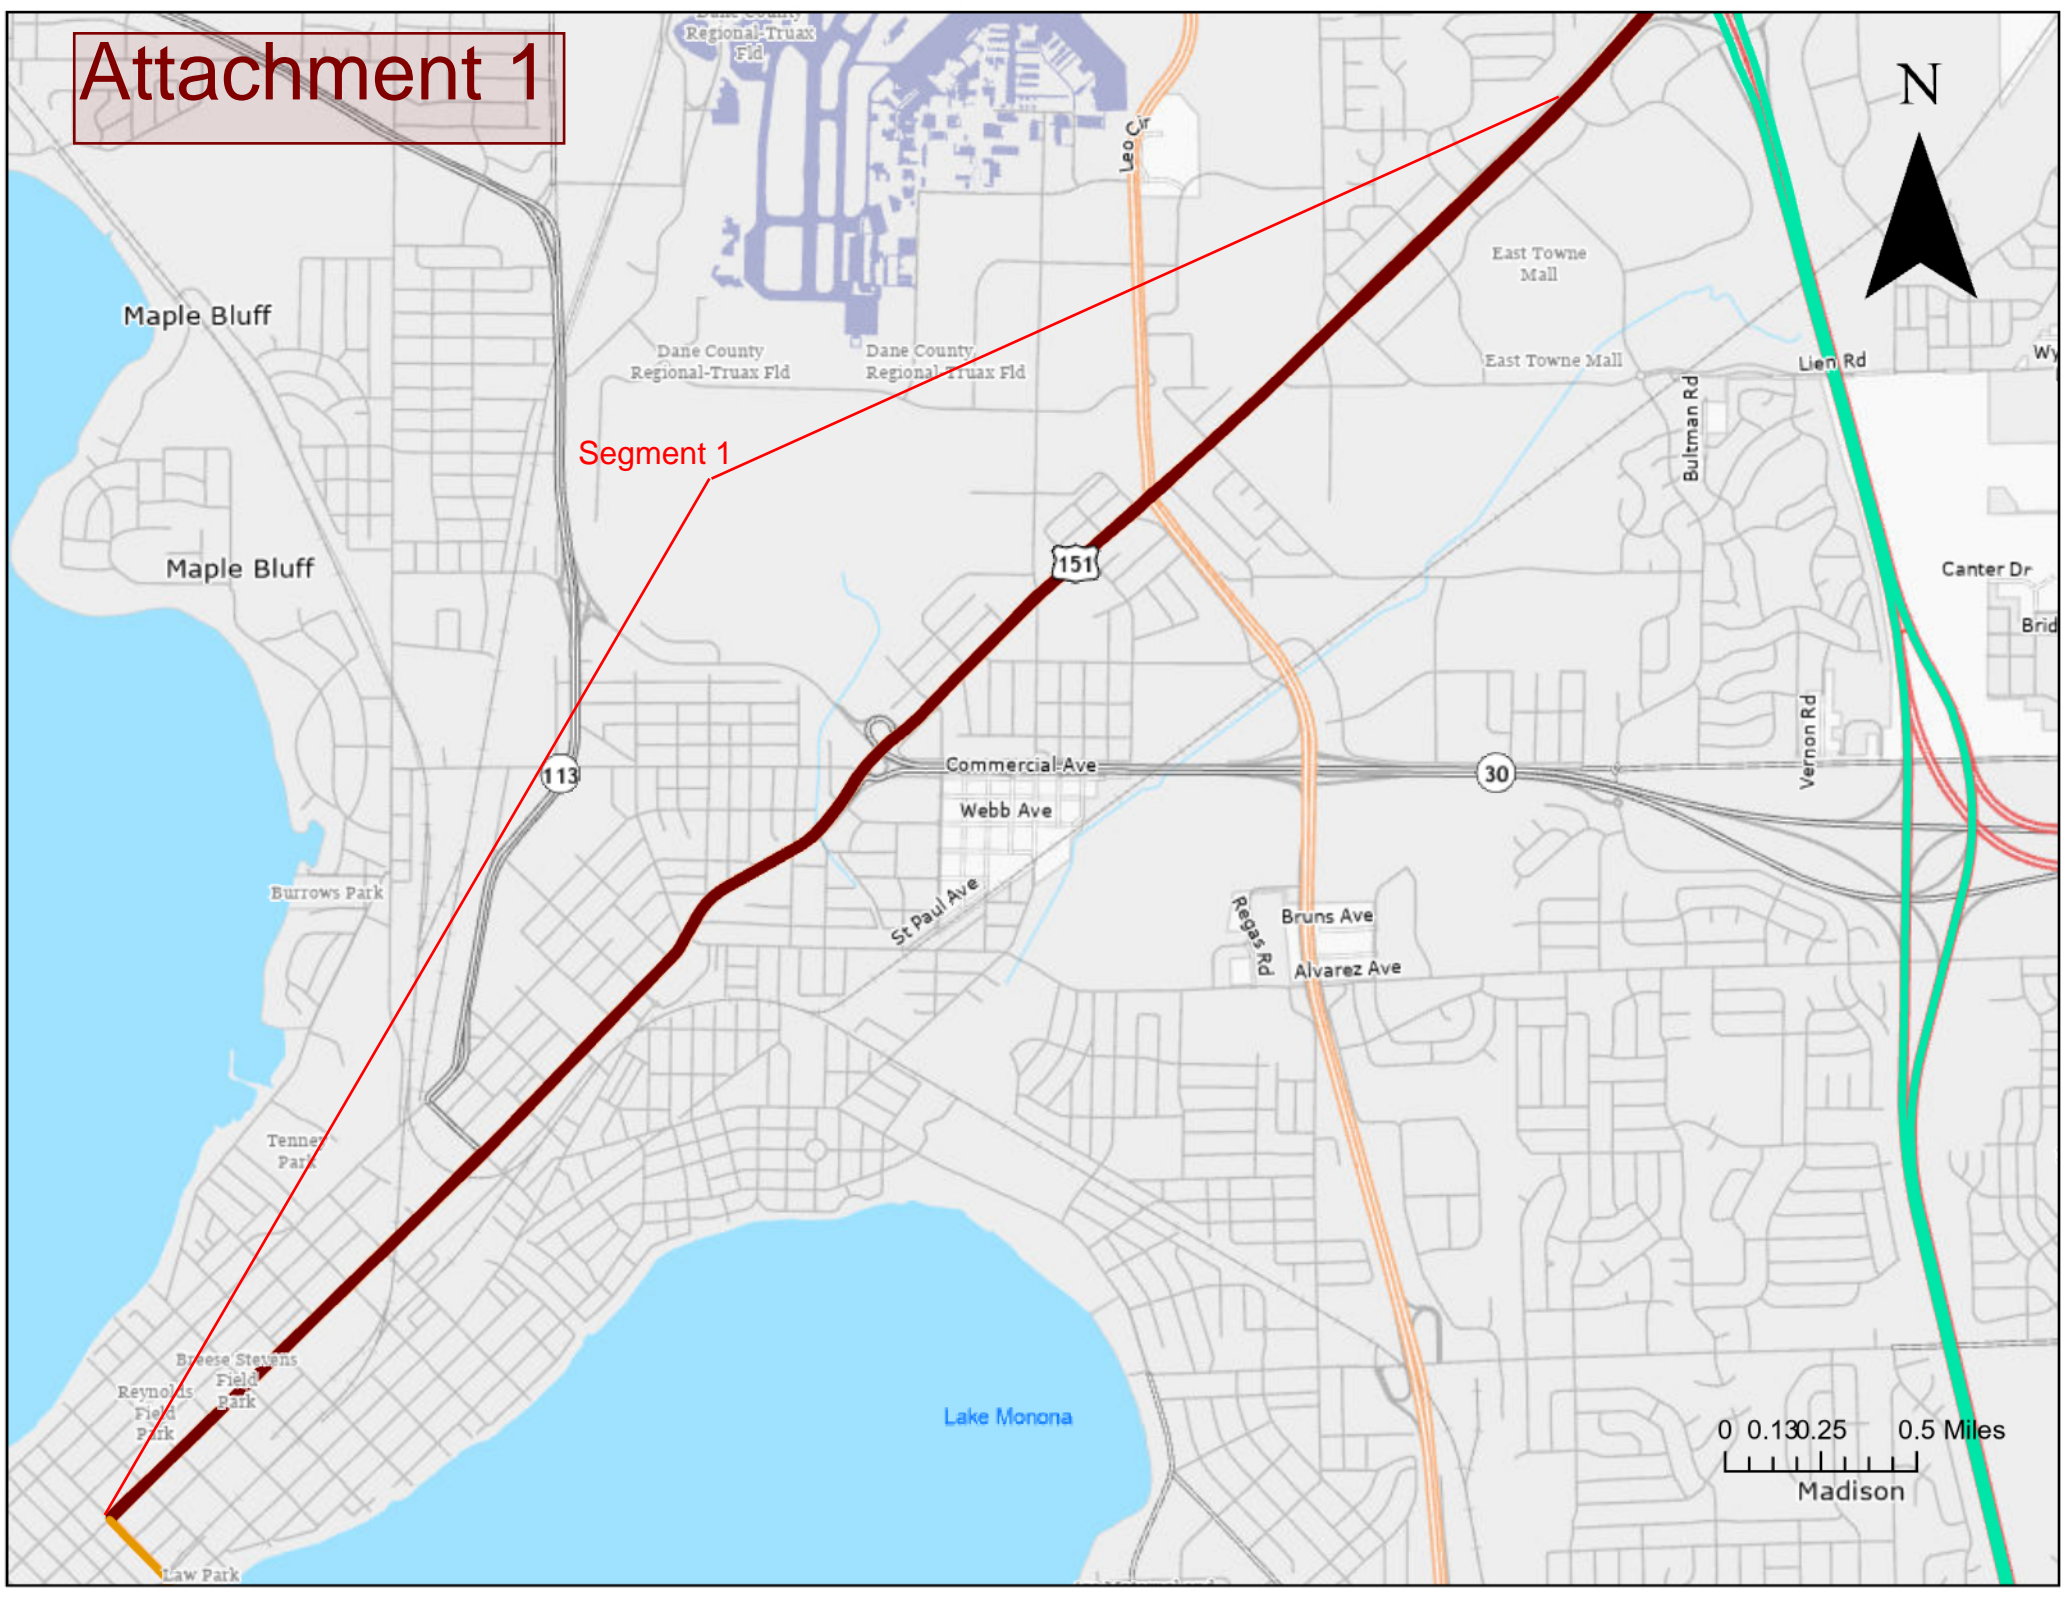 Dane County
Regional-Truax
Fld
Attachment 1
N
Leo Cir
East Towne
Mall
Maple Bluff
Dane County
Regional-Truax Fld
Dane County
Regional-Truax Fld
East Towne Mall
Lien Rd
Wy
Bultman Rd
Segment 1
151
Maple Bluff
Canter Dr
Brid
Vernon Rd
113
Commercial Ave
30
Webb Ave
Burrows Park
St Paul Ave
Regas Rd
Bruns Ave
Alvarez Ave
Tenney
Park
Breese Stevens
Field
Park
Reynolds
Field
Park
Lake Monona
0 0.13 0.25 0.5 Miles
Madison
Law Park